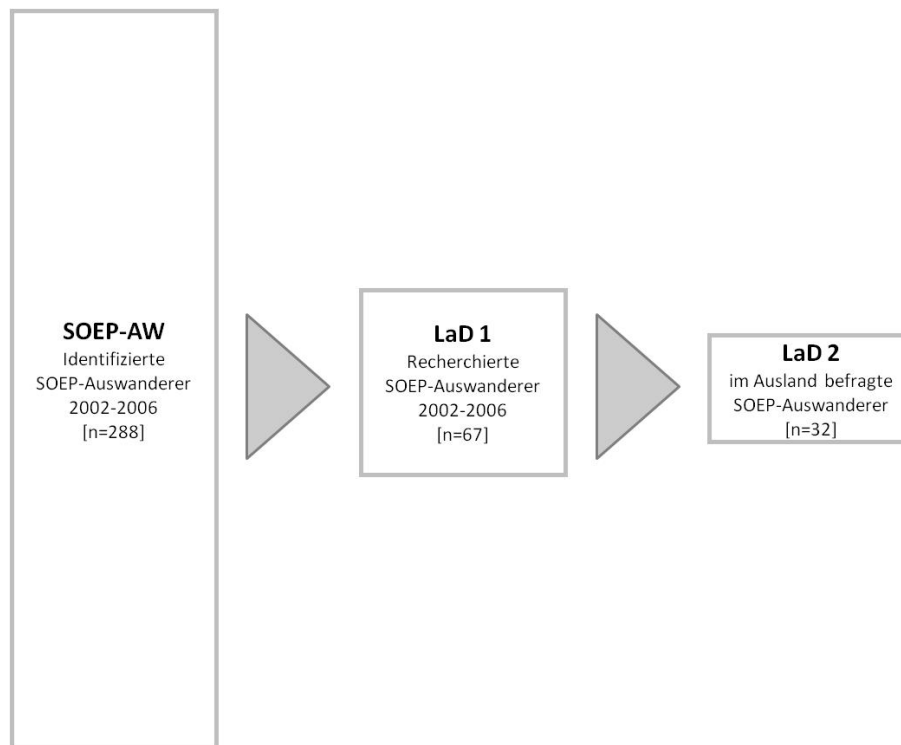 SOEP-AW
Identifizierte
SOEP-Auswanderer
2002-2006
[n=288]
LaD 1
Recherchierte
SOEP-Auswanderer
2002-2006
[n=67]
LaD 2
im Ausland befragte
SOEP-Auswanderer
[n=32]